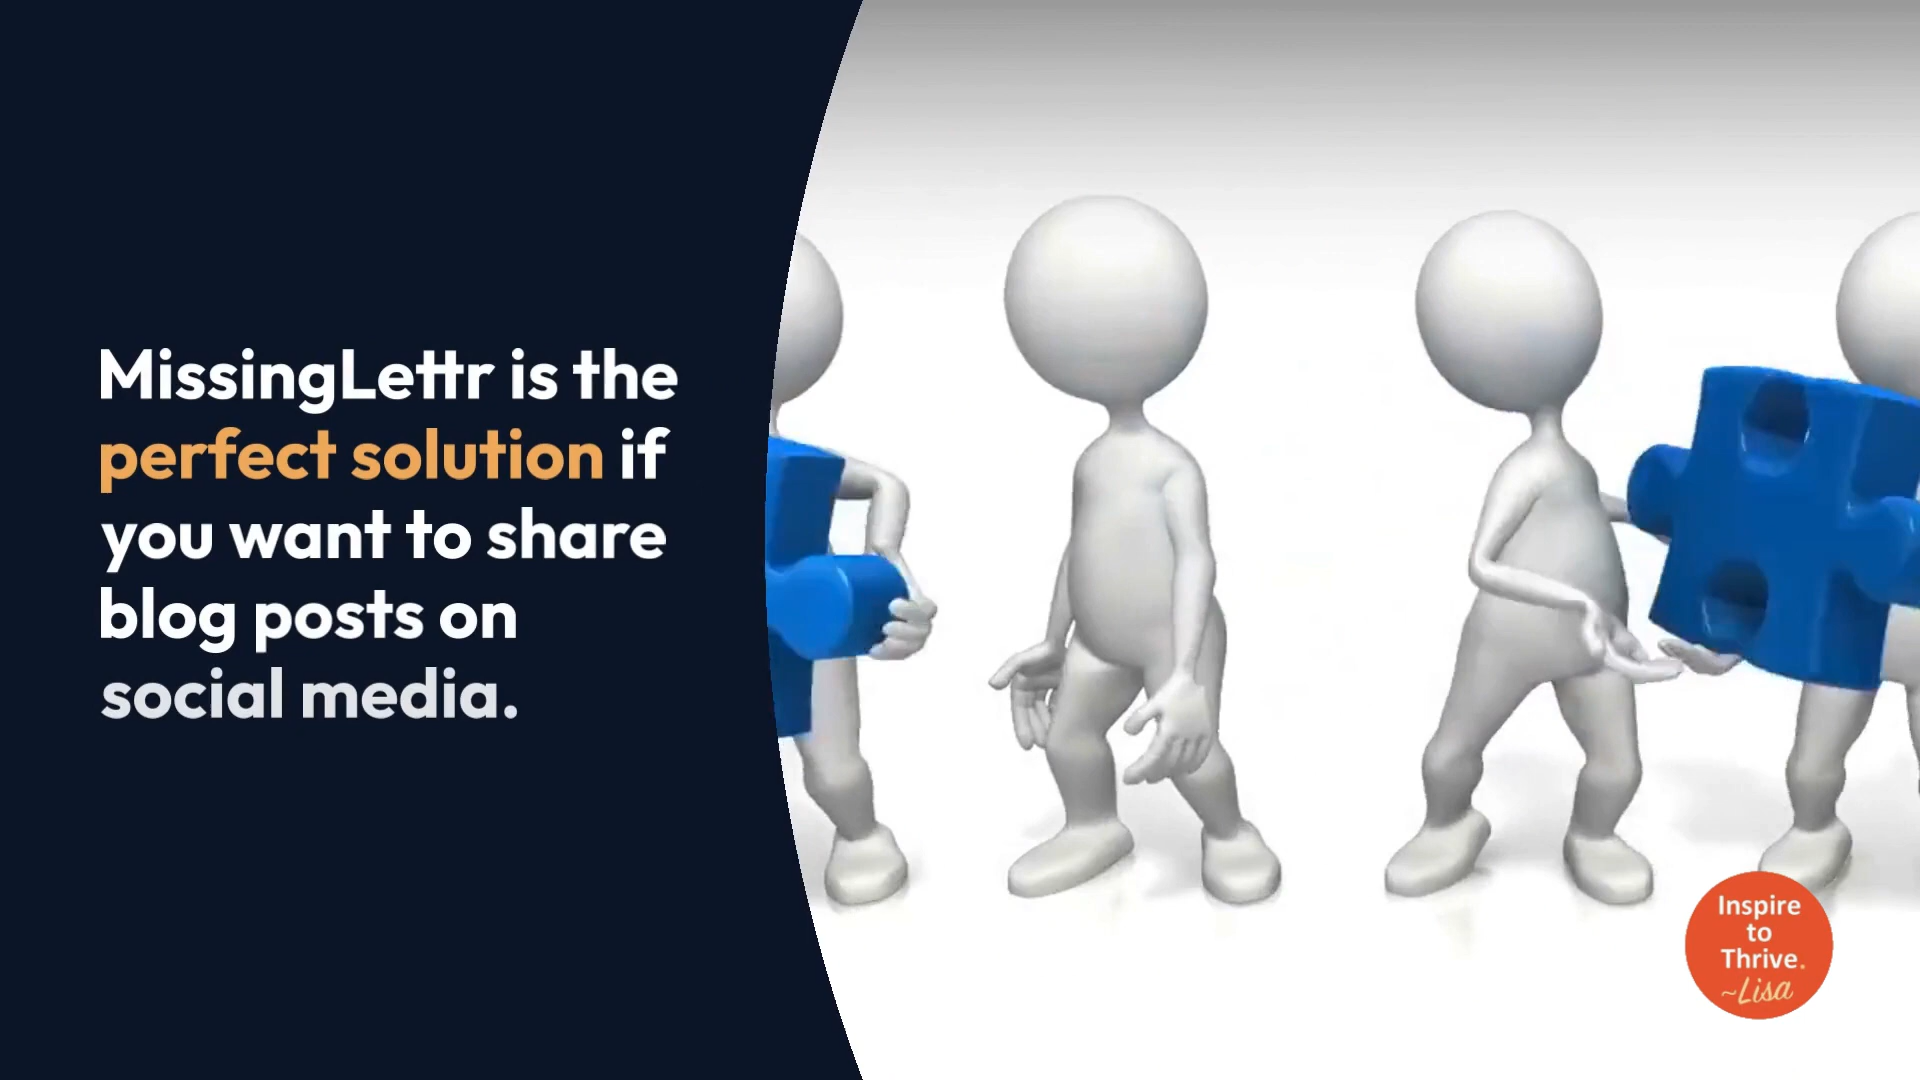 MissingLettr is the
perfect solution if
you want to share
blog posts on
social media.
Inspire
to
Thrive.
~Lisa